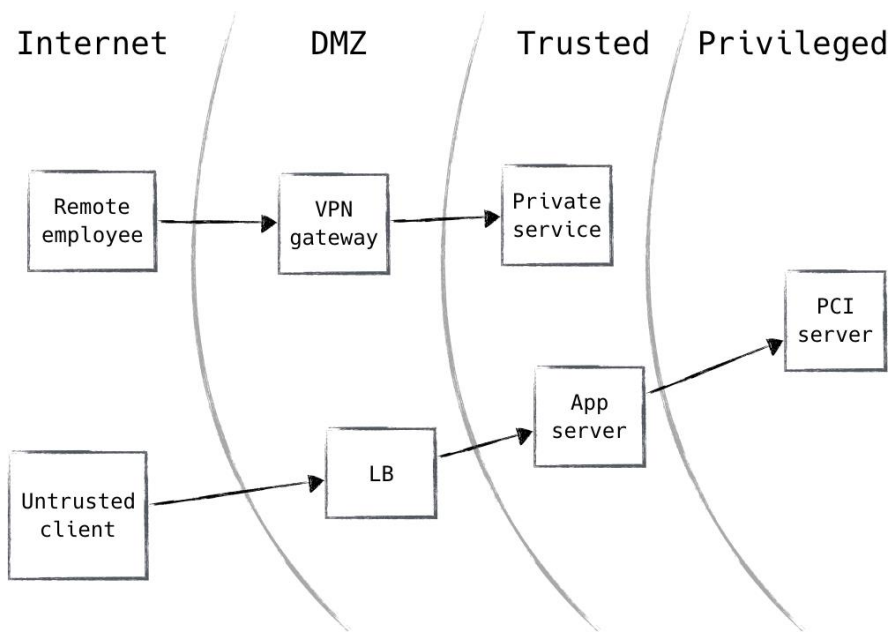 Internet
DMZ
Trusted
Privileged
Remote
employee
VPN
gateway
Private
service
PCI
server
App
server
LB
Untrusted
client